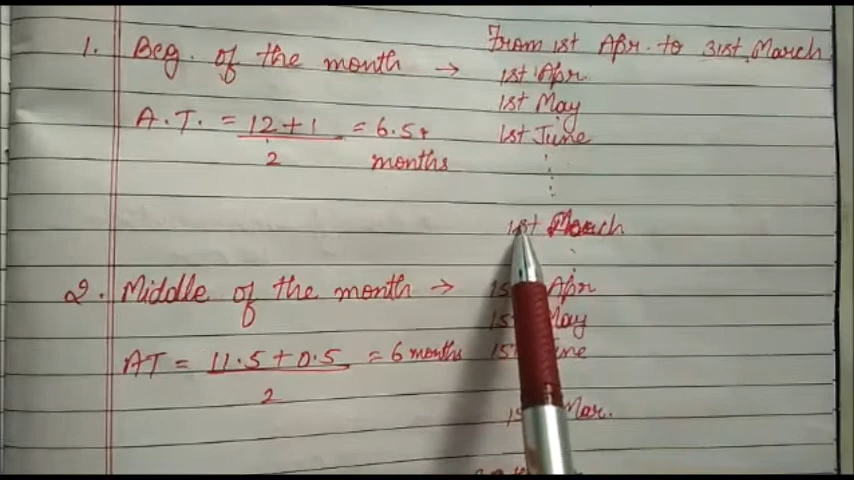 From 1st Apr. to 31st March
1. Beg. of the month → 1st Apr.
1st May
A.T. = 12+1 / 2 = 6.5 months
1st June
1st March
2. Middle of the month → Apr
May
AT = 11.5+0.5 / 2 = 6 months
Mar.